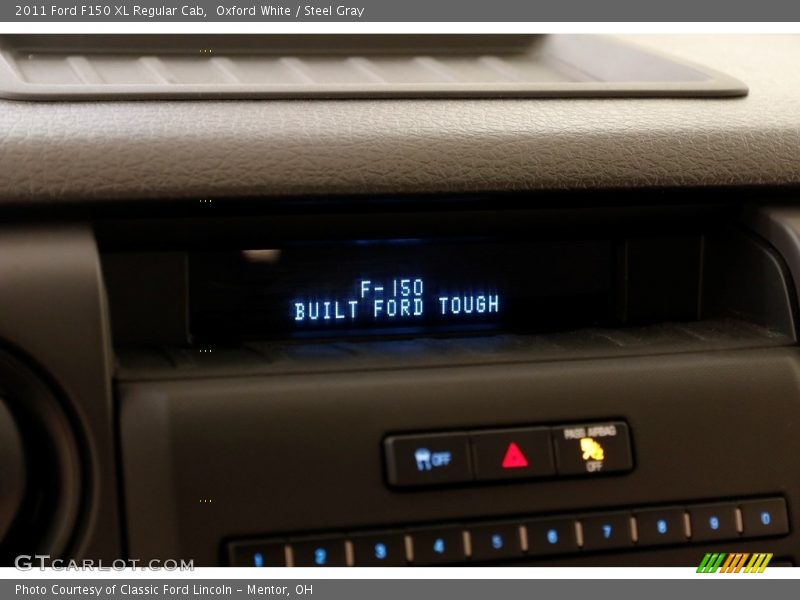 2011 Ford F150 XL Regular Cab,  Oxford White / Steel Gray
F-150
BUILT FORD TOUGH
OFF
PASS AIRBAG
OFF
1 2 3 4 5 6 7 8 9 0
GTCARLOT.COM
Photo Courtesy of Classic Ford Lincoln - Mentor, OH